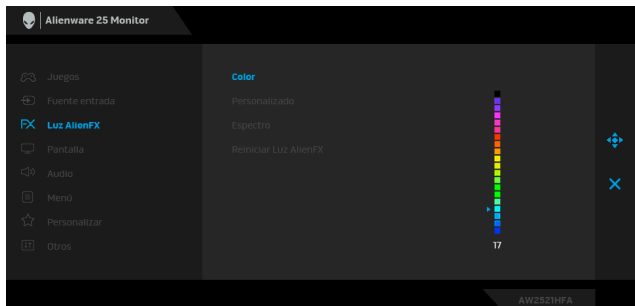 Alienware 25 Monitor
Juegos
Fuente entrada
FX Luz AlienFX
Pantalla
Audio
Menú
Personalizar
Otros
Color
Personalizado
Espectro
Reiniciar Luz AlienFX
17
AW2521HFA